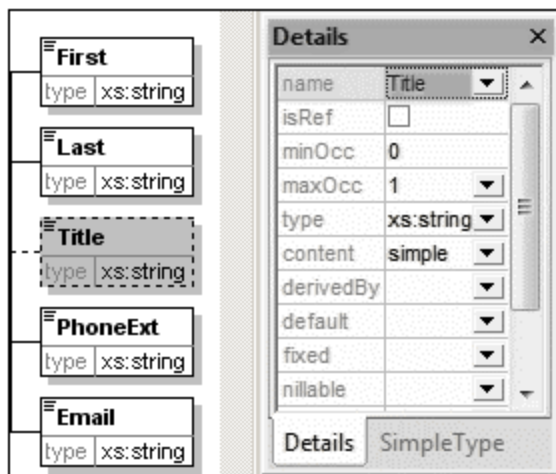 First
type xs:string
Last
type xs:string
Title
type xs:string
PhoneExt
type xs:string
Email
type xs:string
Details
name Title
isRef
minOcc 0
maxOcc 1
type xs:string
content simple
derivedBy
default
fixed
nillable
Details SimpleType